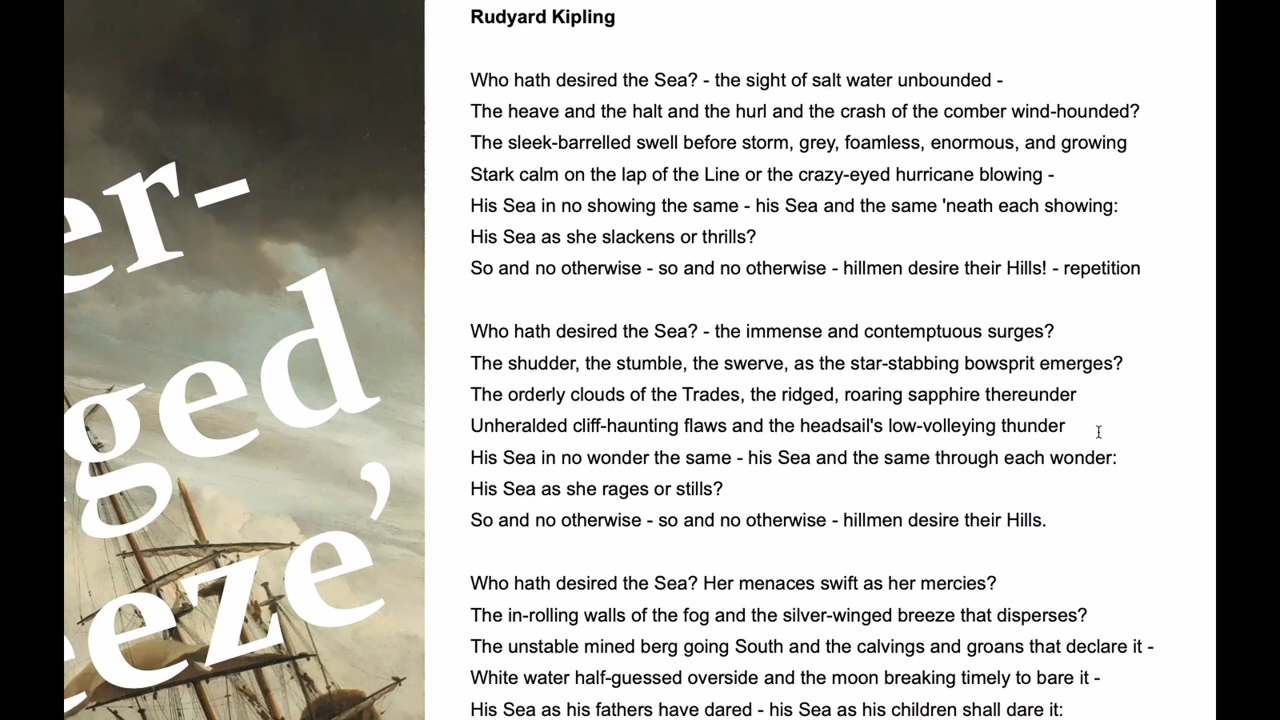 er-
ged
eeze,
Rudyard Kipling
Who hath desired the Sea? - the sight of salt water unbounded -
The heave and the halt and the hurl and the crash of the comber wind-hounded?
The sleek-barrelled swell before storm, grey, foamless, enormous, and growing
Stark calm on the lap of the Line or the crazy-eyed hurricane blowing -
His Sea in no showing the same - his Sea and the same 'neath each showing:
His Sea as she slackens or thrills?
So and no otherwise - so and no otherwise - hillmen desire their Hills! - repetition
Who hath desired the Sea? - the immense and contemptuous surges?
The shudder, the stumble, the swerve, as the star-stabbing bowsprit emerges?
The orderly clouds of the Trades, the ridged, roaring sapphire thereunder
Unheralded cliff-haunting flaws and the headsail's low-volleying thunder
His Sea in no wonder the same - his Sea and the same through each wonder:
His Sea as she rages or stills?
So and no otherwise - so and no otherwise - hillmen desire their Hills.
Who hath desired the Sea? Her menaces swift as her mercies?
The in-rolling walls of the fog and the silver-winged breeze that disperses?
The unstable mined berg going South and the calvings and groans that declare it -
White water half-guessed overside and the moon breaking timely to bare it -
His Sea as his fathers have dared - his Sea as his children shall dare it: